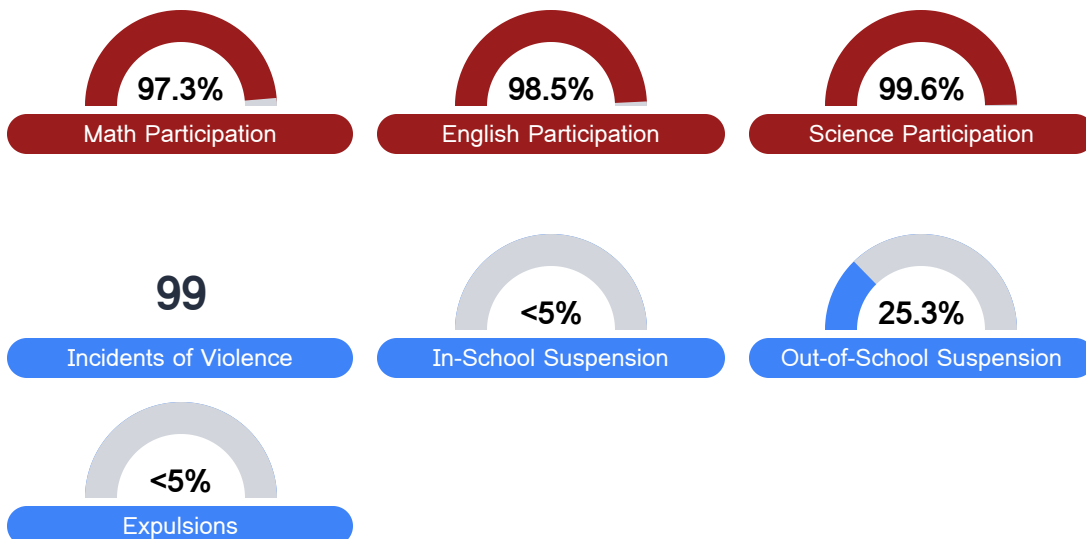 97.3%
Math Participation
98.5%
English Participation
99.6%
Science Participation
99
Incidents of Violence
<5%
In-School Suspension
25.3%
Out-of-School Suspension
<5%
Expulsions